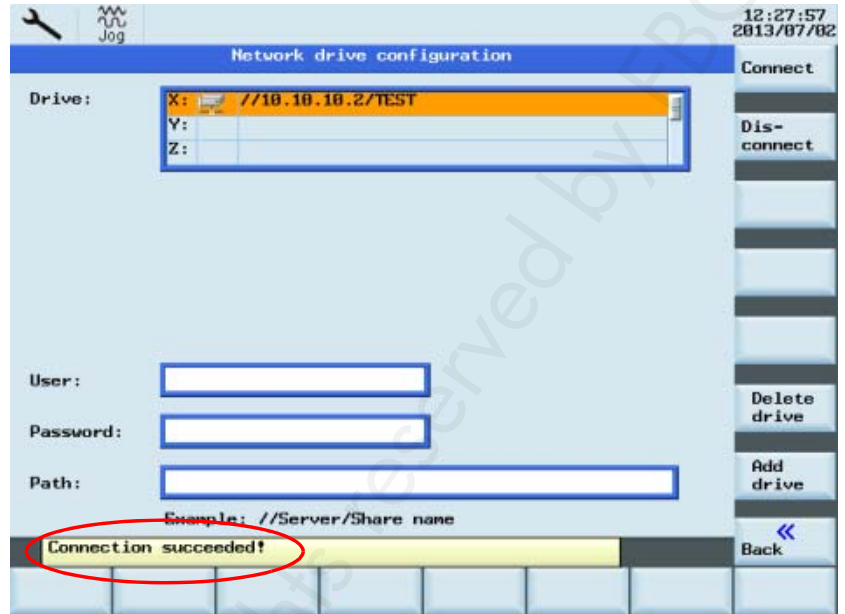 Jog
12:27:57
2013/07/02
Network drive configuration
Connect
Drive:
X: //10.10.10.2/TEST
Y:
Z:
Dis-
connect
User:
Delete
drive
Password:
Add
drive
Path:
Example: //Server/Share name
Connection succeeded!
«
Back